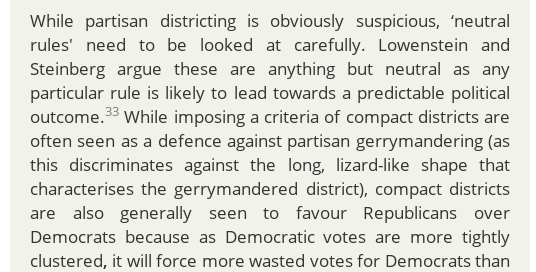 While partisan districting is obviously suspicious, ‘neutral
rules' need to be looked at carefully. Lowenstein and
Steinberg argue these are anything but neutral as any
particular rule is likely to lead towards a predictable political
outcome.33 While imposing a criteria of compact districts are
often seen as a defence against partisan gerrymandering (as
this discriminates against the long, lizard-like shape that
characterises the gerrymandered district), compact districts
are also generally seen to favour Republicans over
Democrats because as Democratic votes are more tightly
clustered, it will force more wasted votes for Democrats than